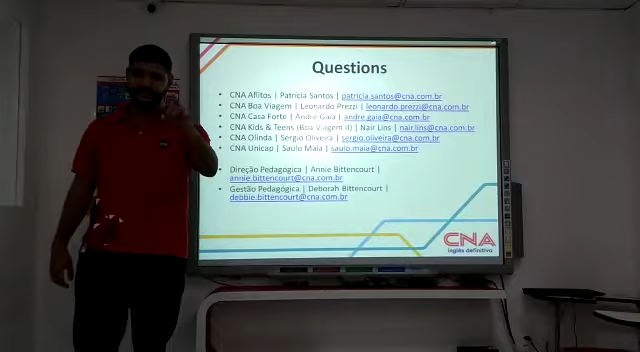 Questions
• CNA Aflitos | Patrícia Santos | patricia.santos@cna.com.br
• CNA Boa Viagem | Leonardo Prezzi | leonardo.prezzi@cna.com.br
• CNA Casa Forte | André Gaia | andre.gaia@cna.com.br
• CNA Kids & Teens (Boa Viagem II) | Nair Lins | nair.lins@cna.com.br
• CNA Olinda | Sérgio Oliveira | sergio.oliveira@cna.com.br
• CNA Unicap | Saulo Maia | saulo.maia@cna.com.br
• Direção Pedagógica | Annie Bittencourt |
annie.bittencourt@cna.com.br
• Gestão Pedagógica | Deborah Bittencourt |
debbie.bittencourt@cna.com.br
CNA
inglês definitivo